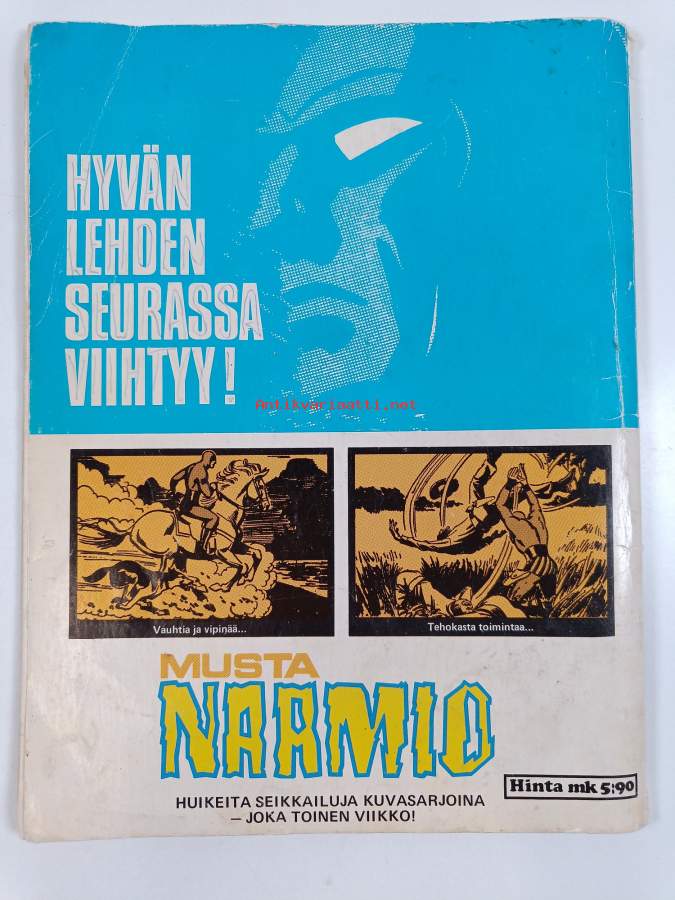 HYVÄN
LEHDEN
SEURASSA
VIIHTYY!
Antikvariaatti.net
Vauhtia ja vipinää...
Tehokasta toimintaa...
MUSTA
NAAMIO
Hinta mk 5:90
HUIKEITA SEIKKAILUJA KUVASARJOINA
– JOKA TOINEN VIIKKO!